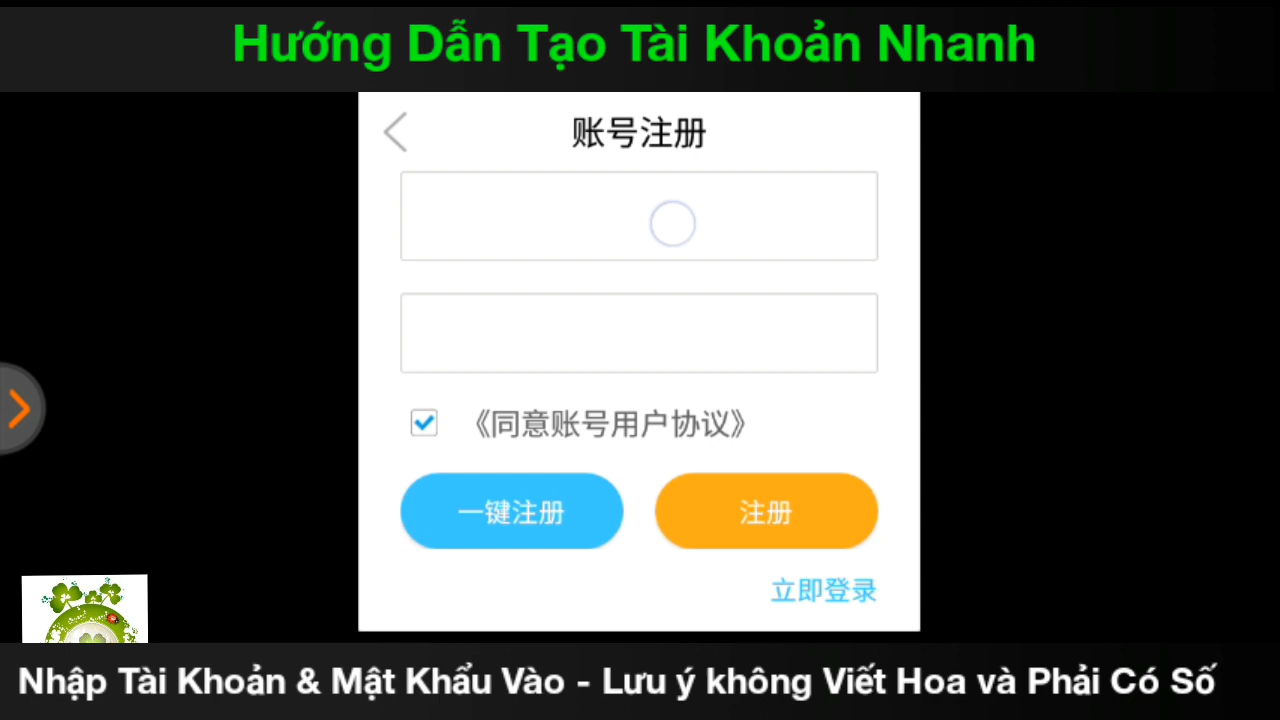 Hướng Dẫn Tạo Tài Khoản Nhanh
账号注册
《同意账号用户协议》
一键注册 注册
立即登录
Nhập Tài Khoản & Mật Khẩu Vào - Lưu ý không Viết Hoa và Phải Có Số